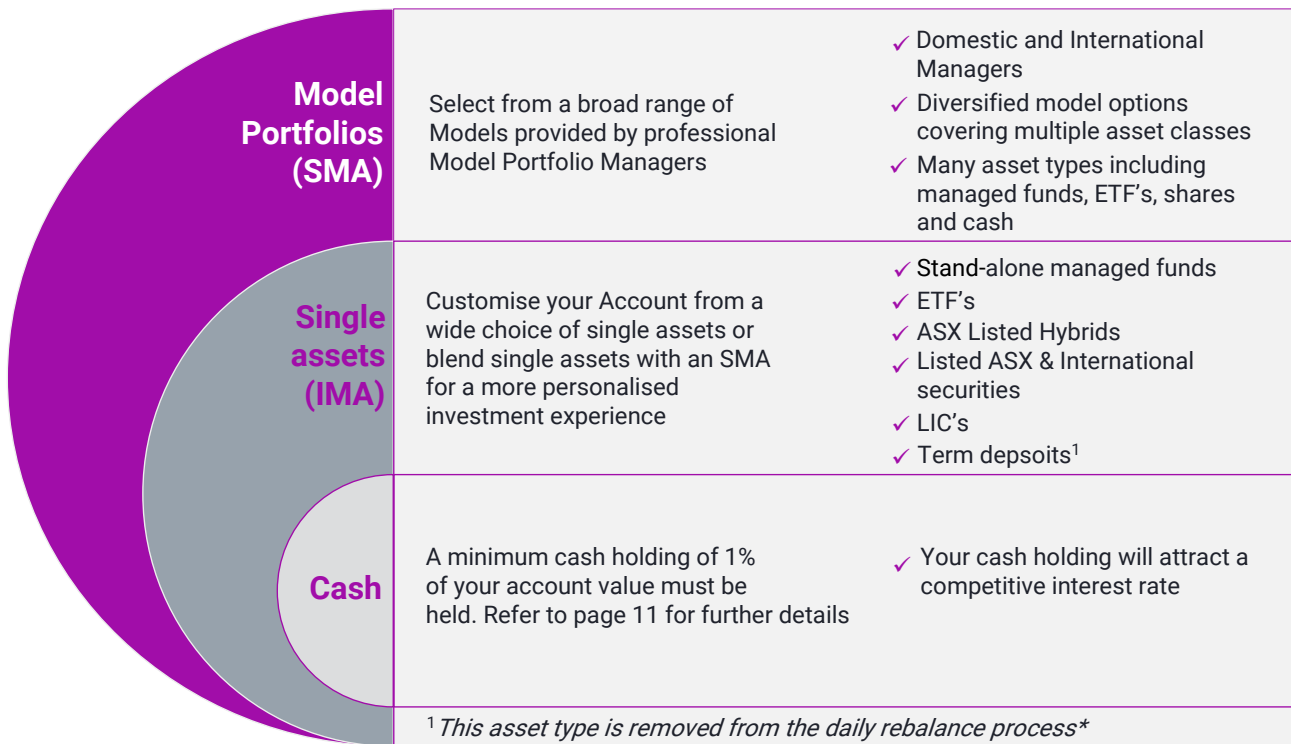 Model
Portfolios
(SMA)
Select from a broad range of
Models provided by professional
Model Portfolio Managers
✓ Domestic and International
Managers
✓ Diversified model options
covering multiple asset classes
✓ Many asset types including
managed funds, ETF's, shares
and cash
Single
assets
(IMA)
Customise your Account from a
wide choice of single assets or
blend single assets with an SMA
for a more personalised
investment experience
✓ Stand-alone managed funds
✓ ETF's
✓ ASX Listed Hybrids
✓ Listed ASX & International
securities
✓ LIC's
✓ Term depsoits¹
Cash
A minimum cash holding of 1%
of your account value must be
held. Refer to page 11 for further details
✓ Your cash holding will attract a
competitive interest rate
¹ This asset type is removed from the daily rebalance process*